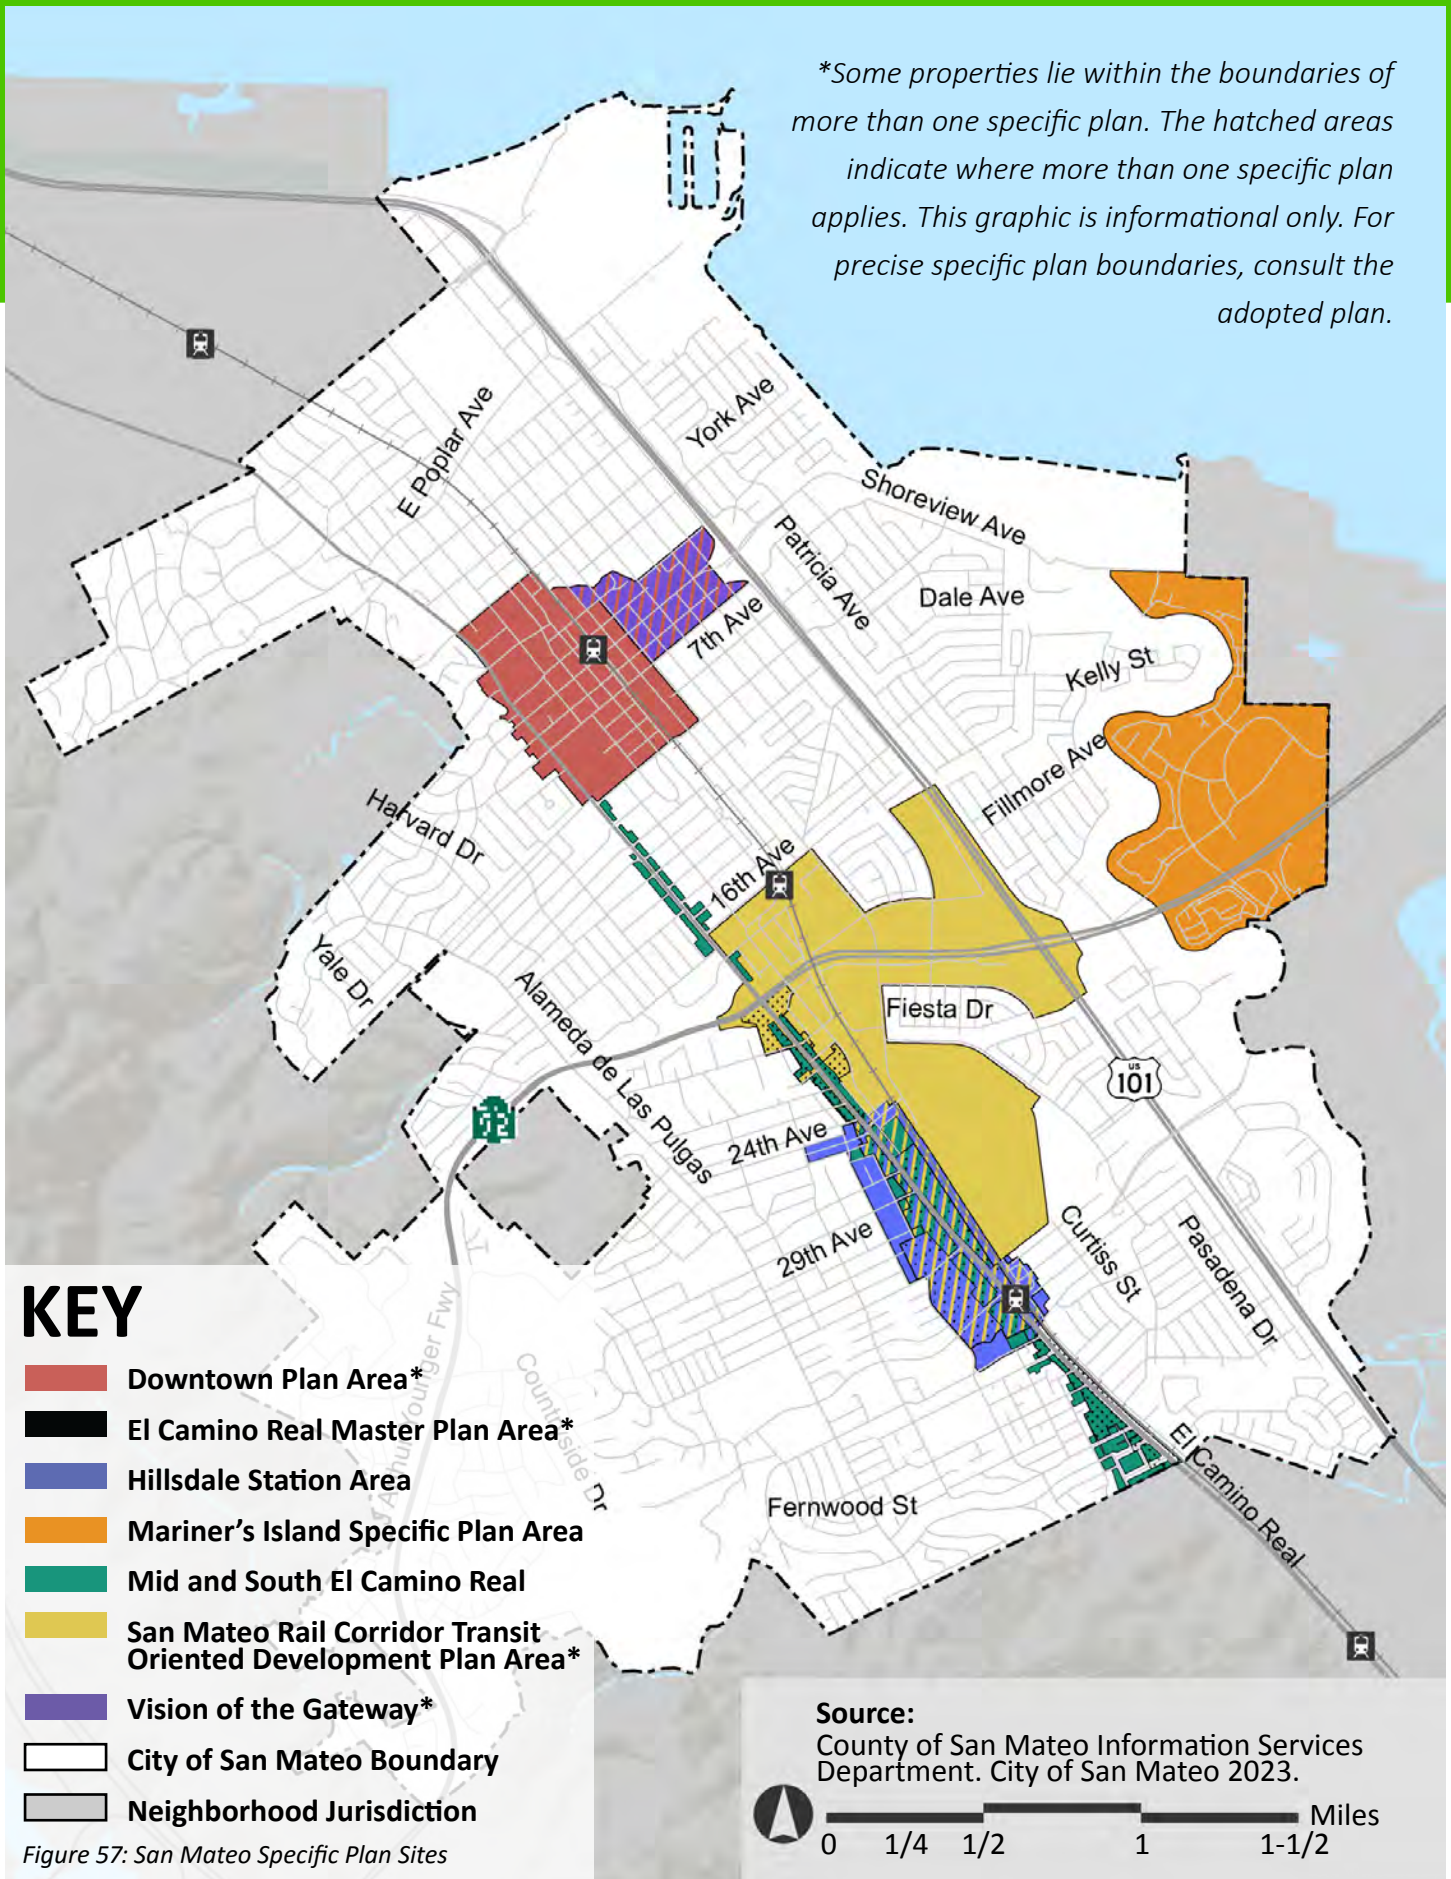 *Some properties lie within the boundaries of
more than one specific plan. The hatched areas
indicate where more than one specific plan
applies. This graphic is informational only. For
precise specific plan boundaries, consult the
adopted plan.
E Poplar Ave
York Ave
Shoreview Ave
Patricia Ave
Dale Ave
7th Ave
Kelly St
Fillmore Ave
Harvard Dr
16th Ave
Yale Dr
Alameda de Las Pulgas
Fiesta Dr
US
101
92
24th Ave
29th Ave
Curtiss St
Pasadena Dr
El Camino Real
Fernwood St
J Arthur Younger Fwy
Countryside Dr
KEY
Downtown Plan Area*
El Camino Real Master Plan Area*
Hillsdale Station Area
Mariner's Island Specific Plan Area
Mid and South El Camino Real
San Mateo Rail Corridor Transit
Oriented Development Plan Area*
Vision of the Gateway*
City of San Mateo Boundary
Neighborhood Jurisdiction
Figure 57: San Mateo Specific Plan Sites
Source:
County of San Mateo Information Services
Department. City of San Mateo 2023.
Miles
0 1/4 1/2 1 1-1/2